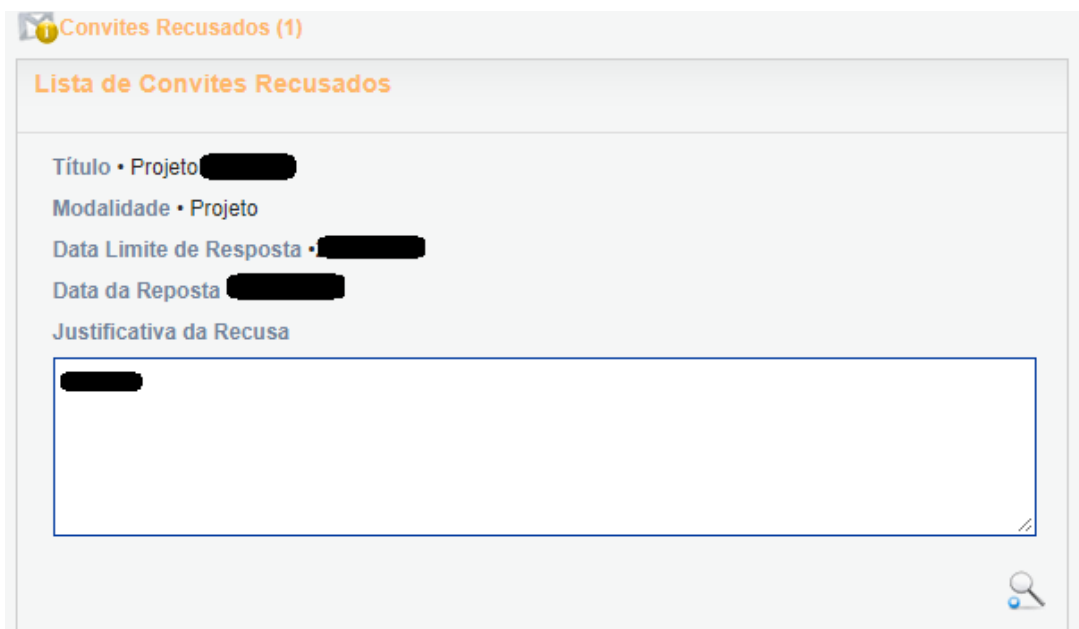 Convites Recusados (1)
Lista de Convites Recusados
Título • Projeto
Modalidade • Projeto
Data Limite de Resposta •
Data da Reposta
Justificativa da Recusa